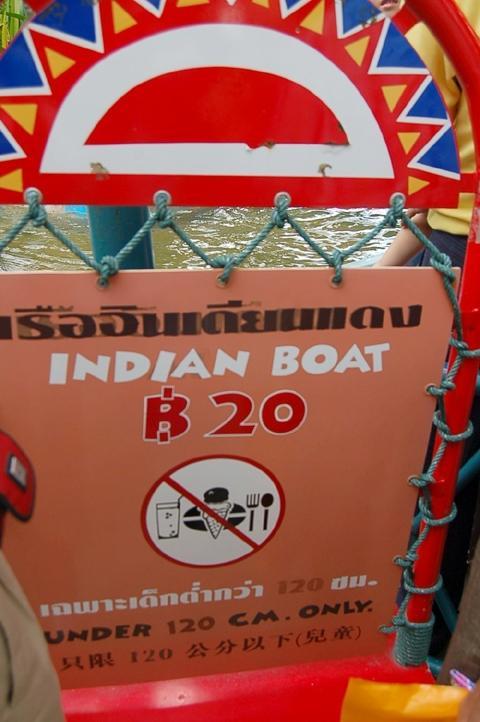 เรืออินเดียนแดง
INDIAN BOAT
฿ 20
เฉพาะเด็กต่ำกว่า 120 ซม.
UNDER 120 CM. ONLY.
只限 120 公分以下(兒童)